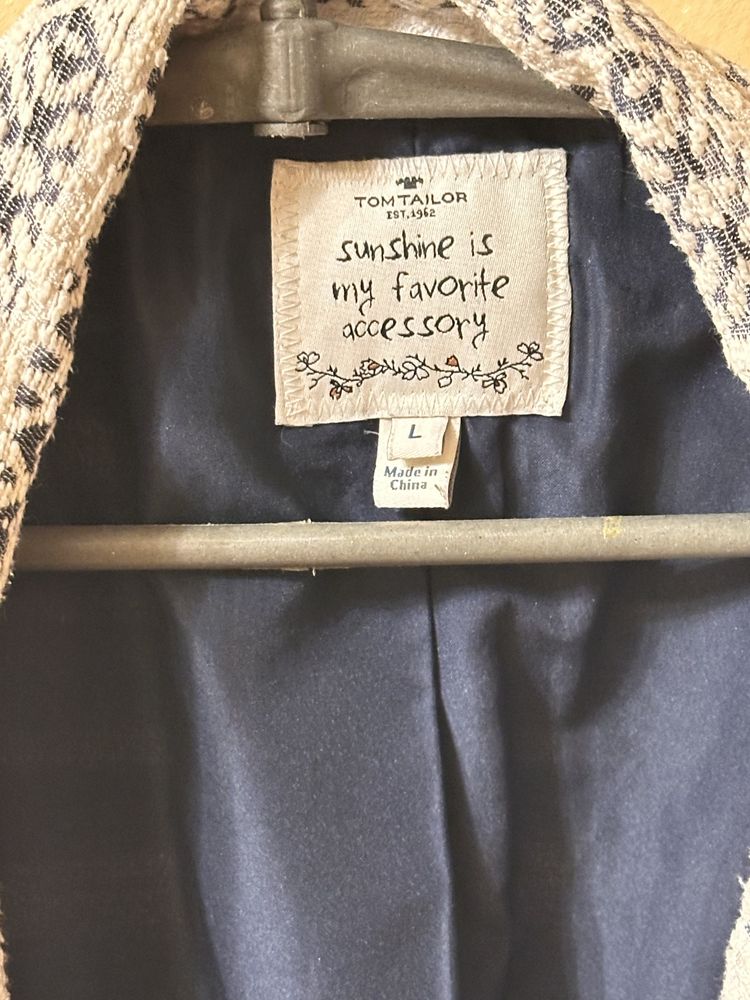 TOM TAILOR
EST. 1962
sunshine is
my favorite
accessory
L
Made in
China